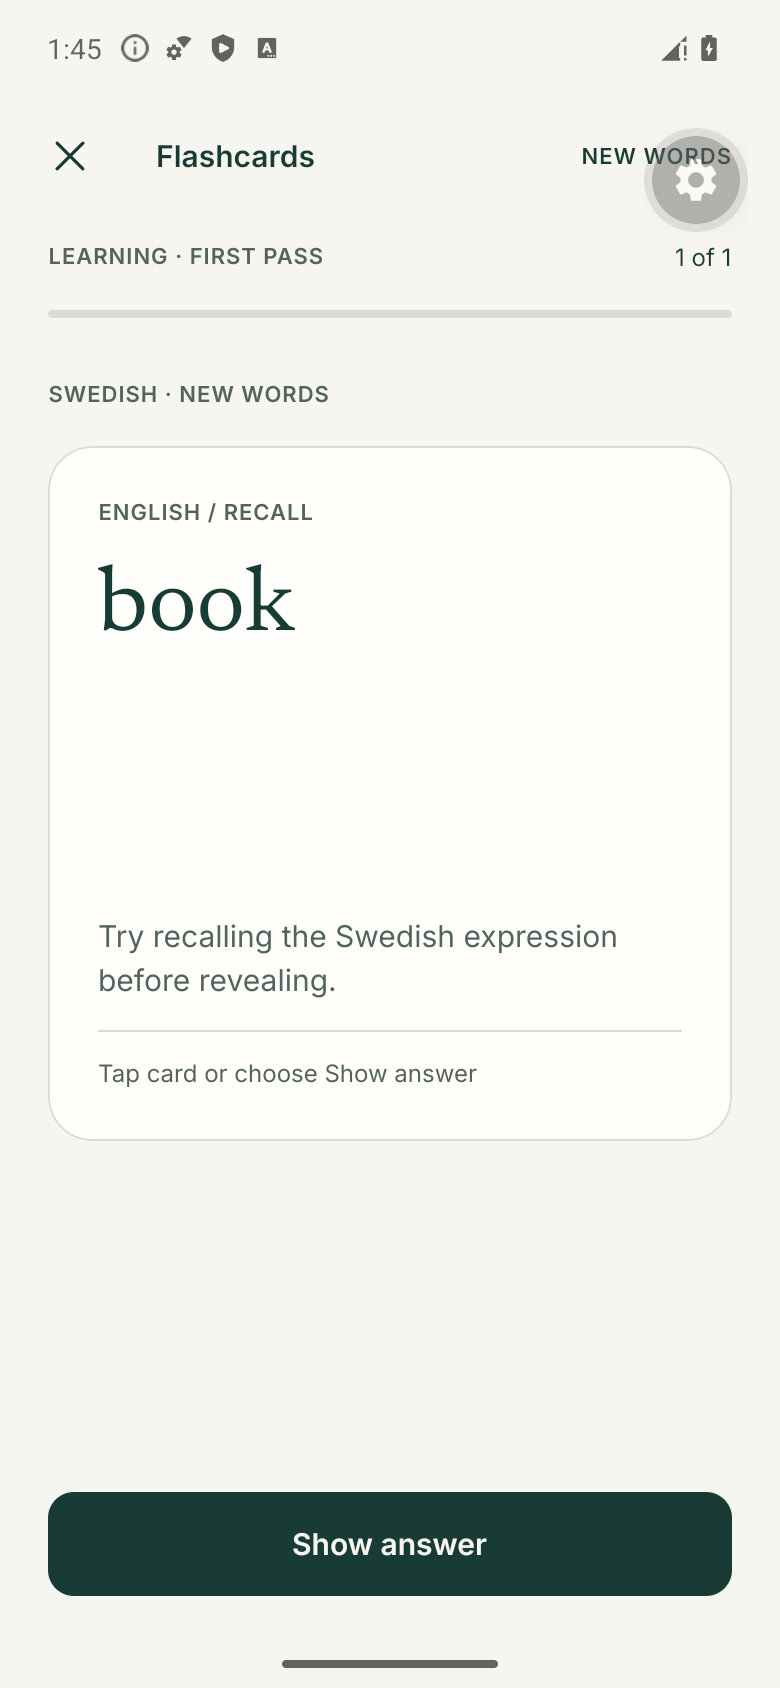 1:45
Flashcards
NEW WORDS
LEARNING · FIRST PASS
1 of 1
SWEDISH · NEW WORDS
ENGLISH / RECALL
book
Try recalling the Swedish expression
before revealing.
Tap card or choose Show answer
Show answer